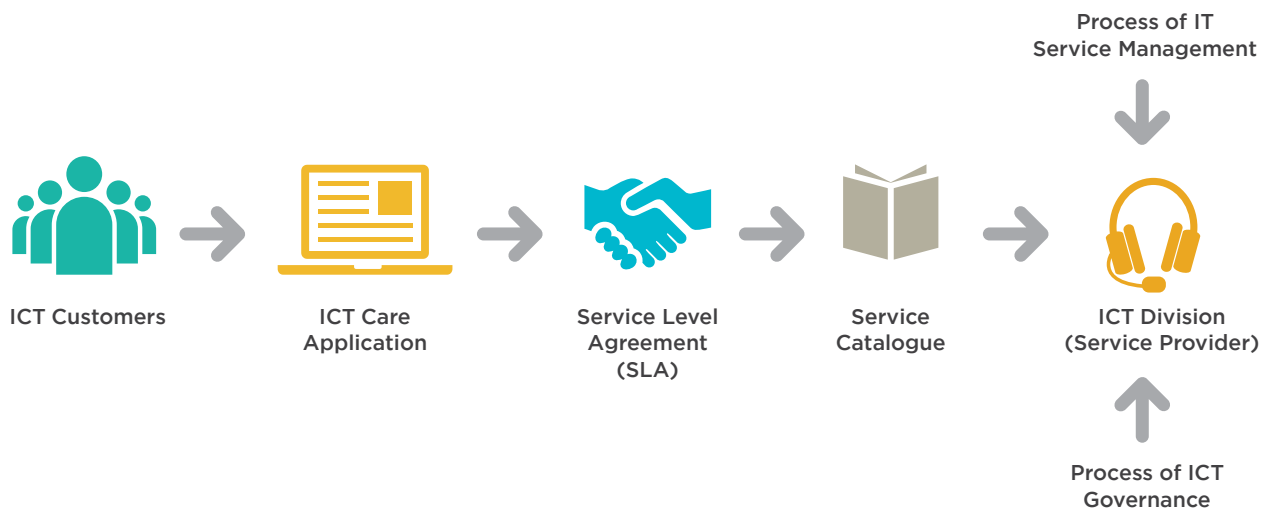 Process of IT
Service Management
ICT Customers
ICT Care
Application
Service Level
Agreement
(SLA)
Service
Catalogue
ICT Division
(Service Provider)
Process of ICT
Governance